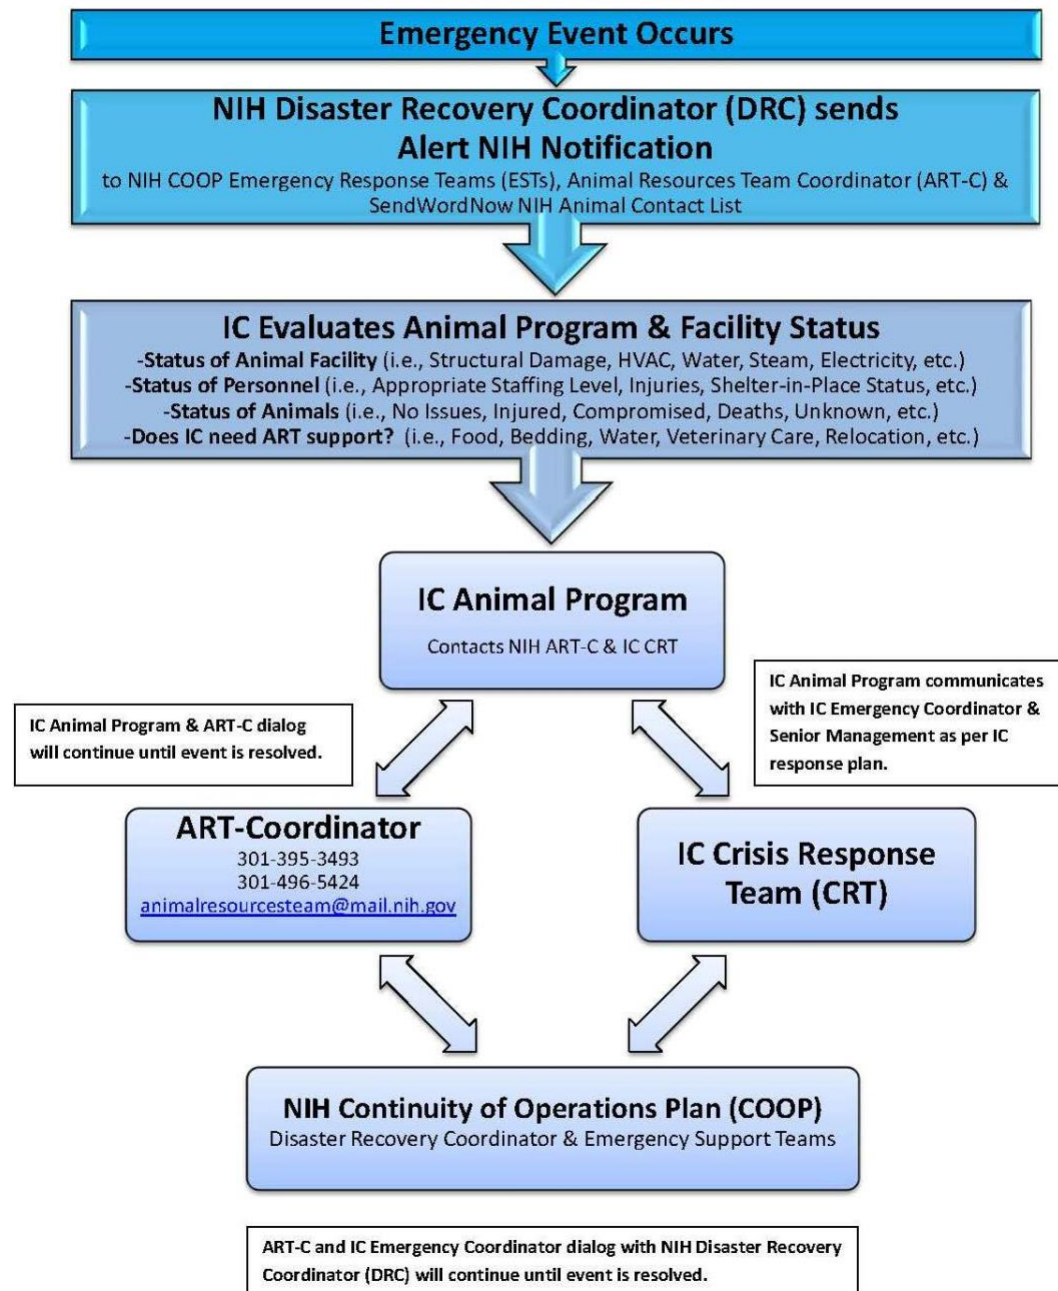 Emergency Event Occurs
NIH Disaster Recovery Coordinator (DRC) sends
Alert NIH Notification
to NIH COOP Emergency Response Teams (ESTs), Animal Resources Team Coordinator (ART-C) &
SendWordNow NIH Animal Contact List
IC Evaluates Animal Program & Facility Status
-Status of Animal Facility (i.e., Structural Damage, HVAC, Water, Steam, Electricity, etc.)
-Status of Personnel (i.e., Appropriate Staffing Level, Injuries, Shelter-in-Place Status, etc.)
-Status of Animals (i.e., No Issues, Injured, Compromised, Deaths, Unknown, etc.)
-Does IC need ART support? (i.e., Food, Bedding, Water, Veterinary Care, Relocation, etc.)
IC Animal Program
Contacts NIH ART-C & IC CRT
IC Animal Program & ART-C dialog
will continue until event is resolved.
IC Animal Program communicates
with IC Emergency Coordinator &
Senior Management as per IC
response plan.
ART-Coordinator
301-395-3493
301-496-5424
animalresourcesteam@mail.nih.gov
IC Crisis Response
Team (CRT)
NIH Continuity of Operations Plan (COOP)
Disaster Recovery Coordinator & Emergency Support Teams
ART-C and IC Emergency Coordinator dialog with NIH Disaster Recovery
Coordinator (DRC) will continue until event is resolved.